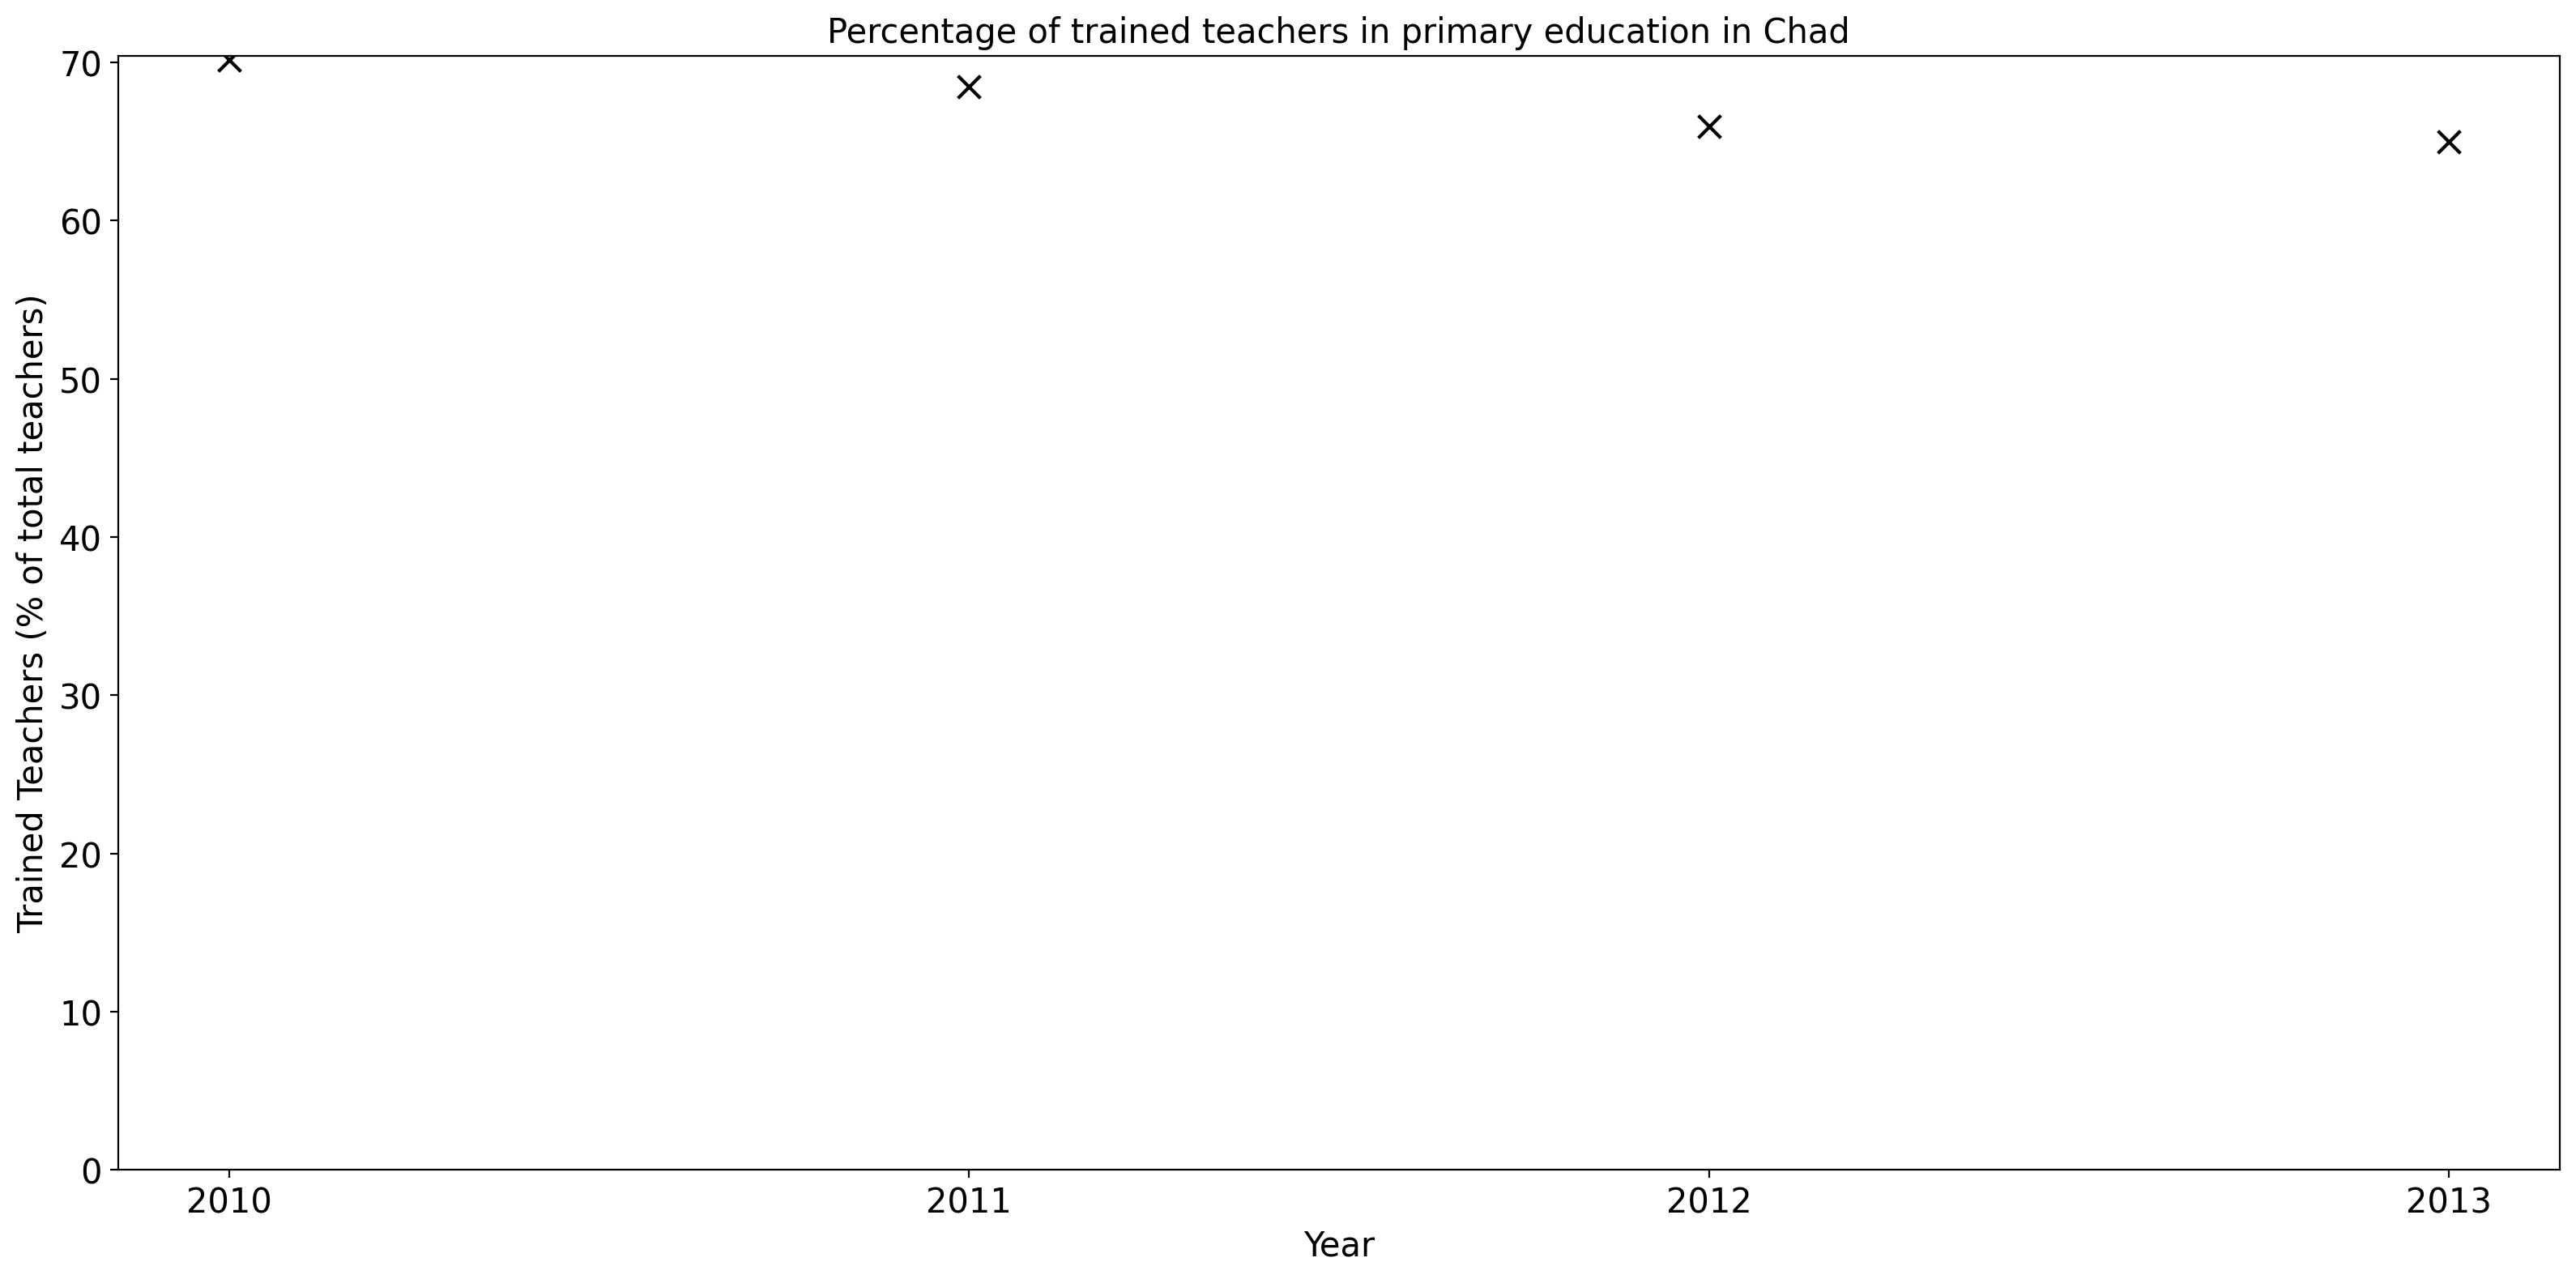 Percentage of trained teachers in primary education in Chad
Trained Teachers (% of total teachers)
70
60
50
40
30
20
10
0
2010 2011 2012 2013
Year